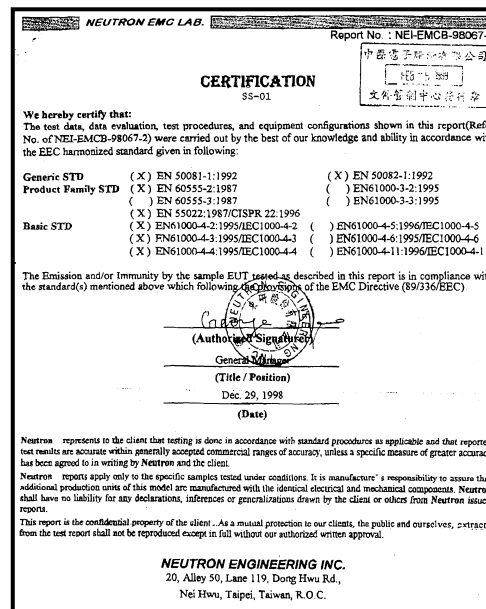 NEUTRON EMC LAB.
Report No. : NEI-EMCB-98067-
CERTIFICATION
SS-01
We hereby certify that:
The test data, data evaluation, test procedures, and equipment configurations shown in this report(Ref
No. of NEI-EMCB-98067-2) were carried out by the best of our knowledge and ability in accordance wi
the EEC harmonized standard given in following:
Generic STD ( X ) EN 50081-1:1992 ( X ) EN 50082-1:1992
Product Family STD ( X ) EN 60555-2:1987 ( ) EN61000-3-2:1995
( ) EN 60555-3:1987 ( ) EN61000-3-3:1995
( X ) EN 55022:1987/CISPR 22:1996
Basic STD ( X ) EN61000-4-2:1995/IEC1000-4-2 ( ) EN61000-4-5:1996/IEC1000-4-5
( X ) EN61000-4-3:1995/IEC1000-4-3 ( ) EN61000-4-6:1995/IEC1000-4-6
( X ) EN61000-4-4:1995/IEC1000-4-4 ( ) EN61000-4-11:1996/IEC1000-4-1
The Emission and/or Immunity by the sample EUT tested as described in this report is in compliance wit
the standard(s) mentioned above which following the provisions of the EMC Directive (89/336/EEC)
(Authorized Signature)
General Manager
(Title / Position)
Dec. 29, 1998
(Date)
Neutron represents to the client that testing is done in accordance with standard procedures as applicable and that reporte
test results are accurate within generally accepted commercial ranges of accuracy, unless a specific measure of greater accurac
has been agreed to in writing by Neutron and the client.
Neutron reports apply only to the specific samples tested under conditions. It is manufacture's responsibility to assure tha
additional production units of this model are manufactured with the identical electrical and mechanical components. Neutro
shall have no liability for any declarations, inferences or generalizations drawn by the client or others from Neutron issue
reports.
This report is the confidential property of the client . As a mutual protection to our clients, the public and ourselves, extract
from the test report shall not be reproduced except in full without our authorized written approval.
NEUTRON ENGINEERING INC.
20, Alley 50, Lane 119, Dong Hwu Rd.,
Nei Hwu, Taipei, Taiwan, R.O.C.